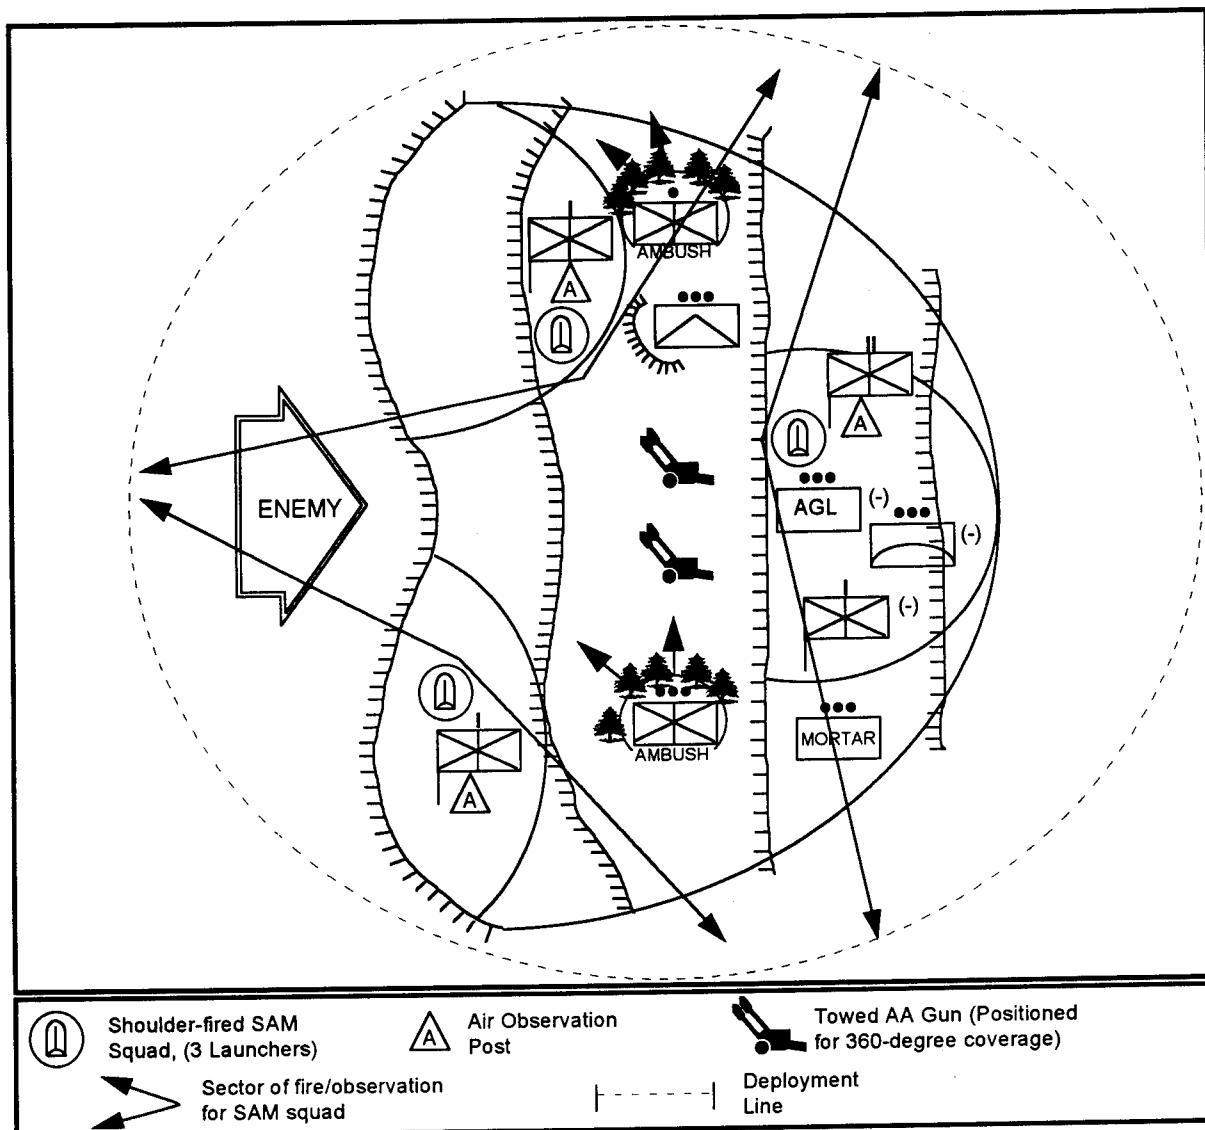 AMBUSH
A
ENEMY
A
AGL
(-)
(-)
(-)
AMBUSH
MORTAR
A
Shoulder-fired SAM
Squad, (3 Launchers)
A
Air Observation
Post
Towed AA Gun (Positioned
for 360-degree coverage)
Sector of fire/observation
for SAM squad
Deployment
Line